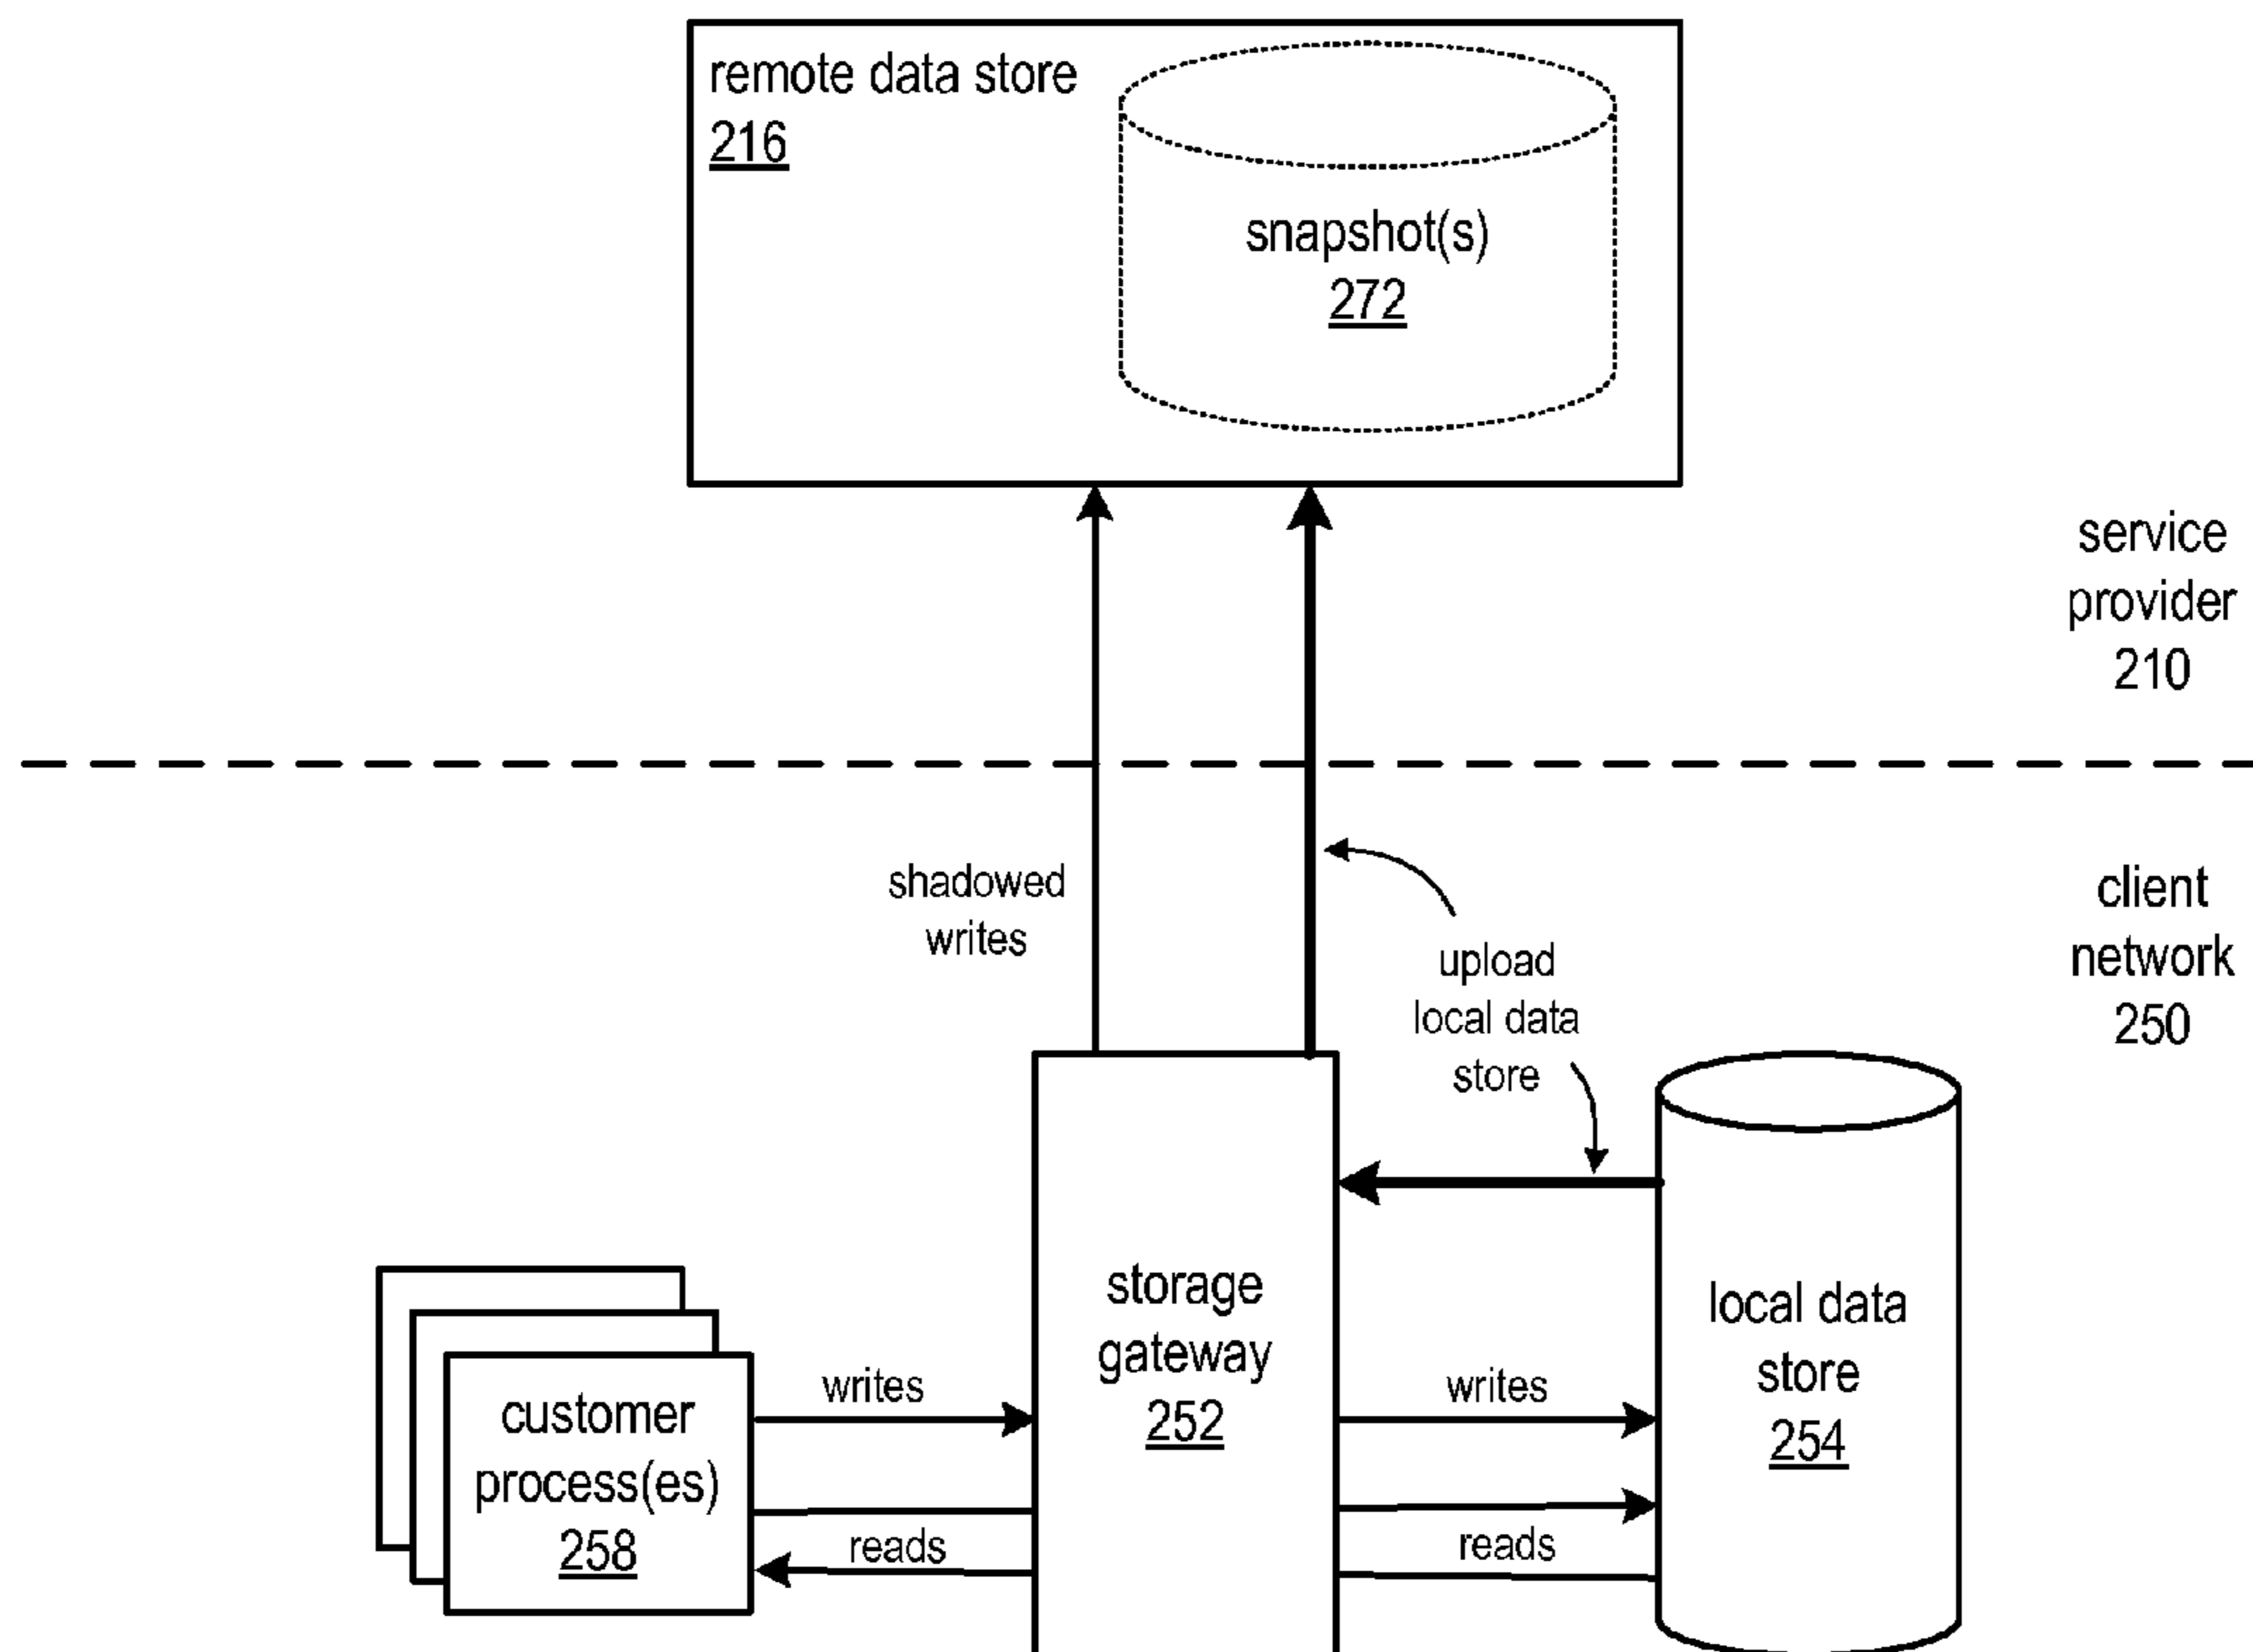 remote data store
216
snapshot(s)
272
service
provider
210
shadowed
writes
upload
local data
store
client
network
250
storage
gateway
252
local data
store
254
customer
process(es)
258
writes
reads
writes
reads